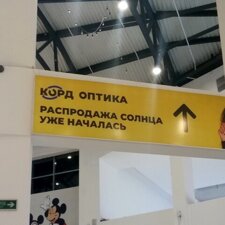 КОРД ОПТИКА
РАСПРОДАЖА СОЛНЦА
УЖЕ НАЧАЛАСЬ